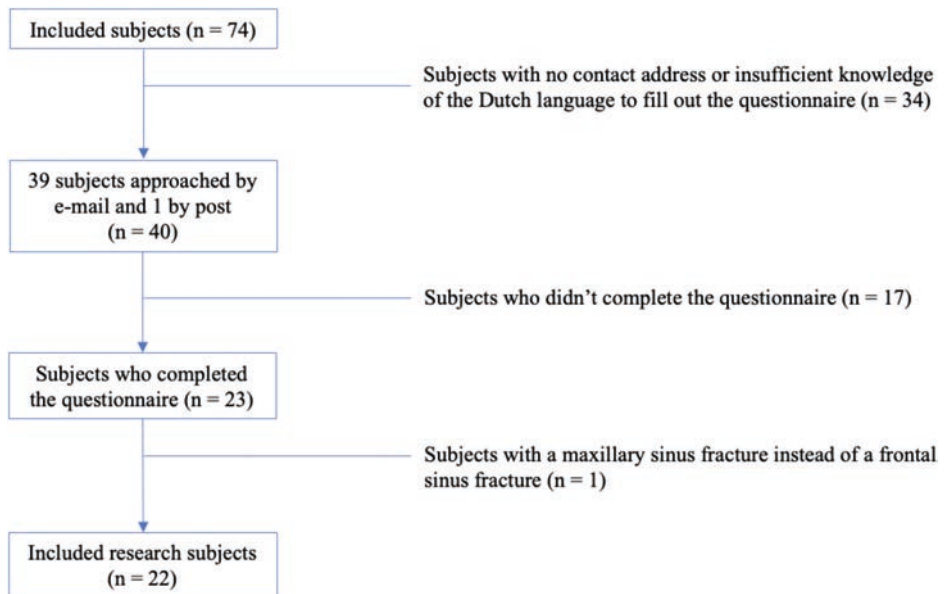 Included subjects (n = 74)
Subjects with no contact address or insufficient knowledge
of the Dutch language to fill out the questionnaire (n = 34)
39 subjects approached by
e-mail and 1 by post
(n = 40)
Subjects who didn’t complete the questionnaire (n = 17)
Subjects who completed
the questionnaire (n = 23)
Subjects with a maxillary sinus fracture instead of a frontal
sinus fracture (n = 1)
Included research subjects
(n = 22)